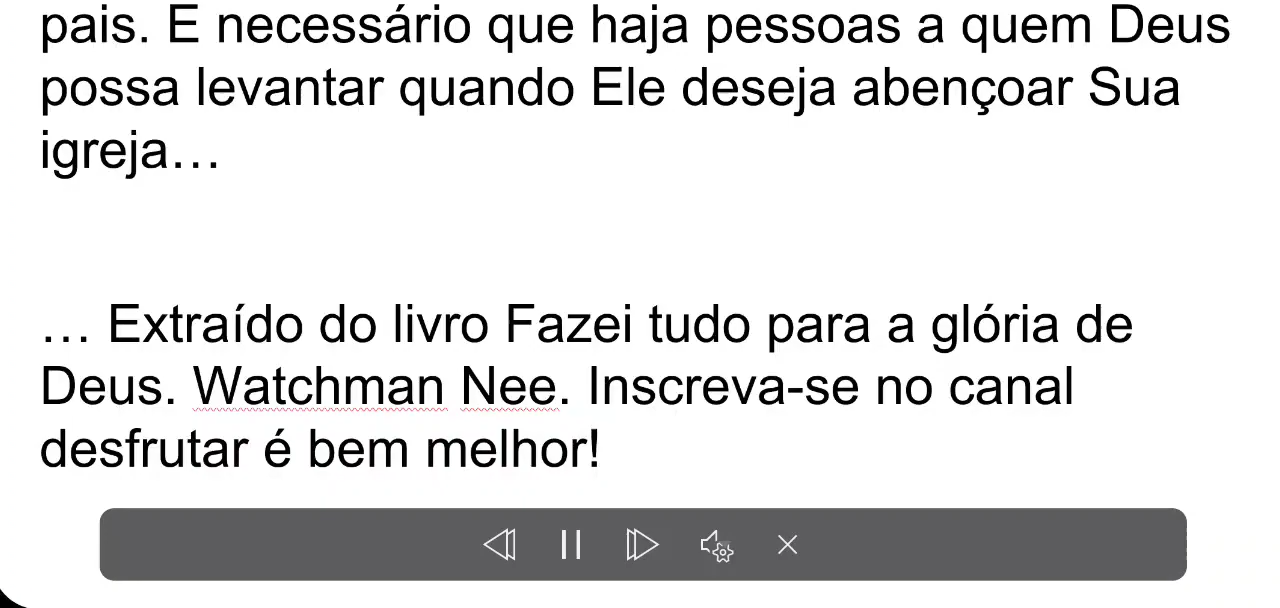 pais. É necessário que haja pessoas a quem Deus
possa levantar quando Ele deseja abençoar Sua
igreja…
… Extraído do livro Fazei tudo para a glória de
Deus. Watchman Nee. Inscreva-se no canal
desfrutar é bem melhor!